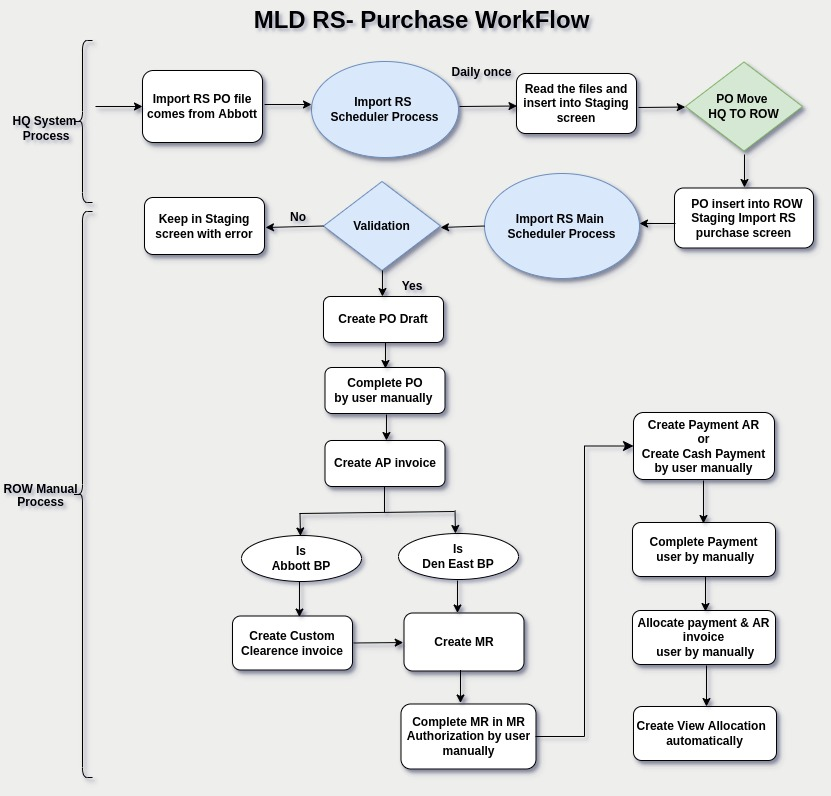 MLD RS- Purchase WorkFlow
HQ System
Process
Import RS PO file
comes from Abbott
Import RS
Scheduler Process
Daily once
Read the files and
insert into Staging
screen
PO Move
HQ TO ROW
PO insert into ROW
Staging Import RS
purchase screen
Import RS Main
Scheduler Process
Validation
No
Keep in Staging
screen with error
Yes
Create PO Draft
Complete PO
by user manually
Create AP invoice
ROW Manual
Process
Is
Abbott BP
Is
Den East BP
Create Custom
Clearence invoice
Create MR
Complete MR in MR
Authorization by user
manually
Create Payment AR
or
Create Cash Payment
by user manually
Complete Payment
user by manually
Allocate payment & AR
invoice
user by manually
Create View Allocation
automatically